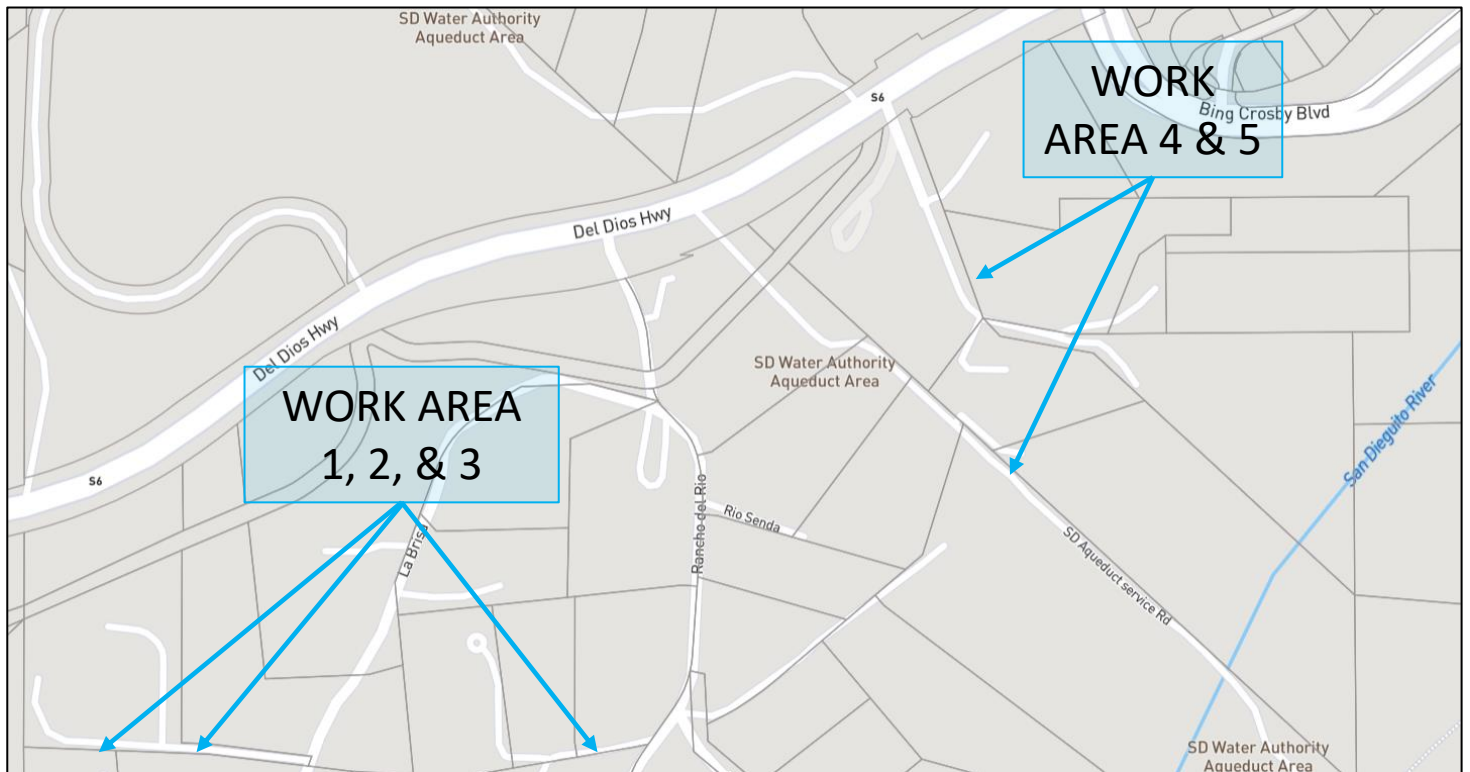 SD Water Authority
Aqueduct Area
WORK
AREA 4 & 5
S6
Bing Crosby Blvd
Del Dios Hwy
Del Dios Hwy
SD Water Authority
Aqueduct Area
WORK AREA
1, 2, & 3
San Dieguito River
S6
La Brisa
Rancho del Rio
Rio Senda
SD Aqueduct service Rd
SD Water Authority
Aqueduct Area